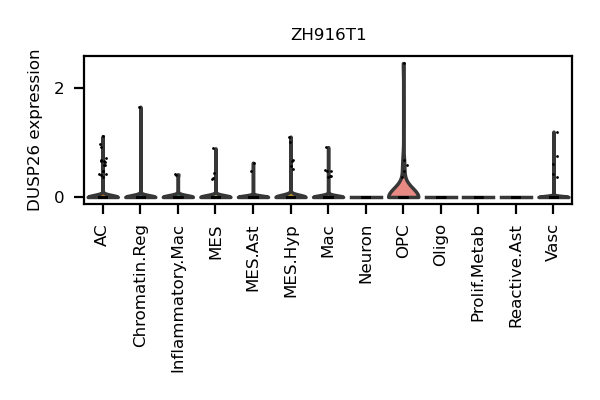 ZH916T1
DUSP26 expression
2
0
AC
Chromatin.Reg
Inflammatory.Mac
MES
MES.Ast
MES.Hyp
Mac
Neuron
OPC
Oligo
Prolif.Metab
Reactive.Ast
Vasc